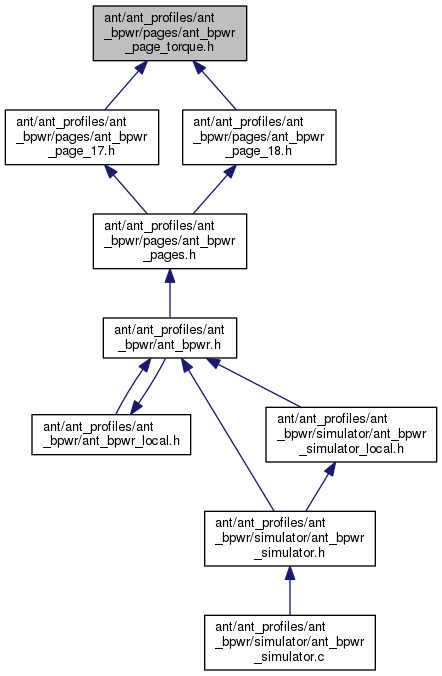 ant/ant_profiles/ant
_bpwr/pages/ant_bpwr
_page_torque.h
ant/ant_profiles/ant
_bpwr/pages/ant_bpwr
_page_17.h
ant/ant_profiles/ant
_bpwr/pages/ant_bpwr
_page_18.h
ant/ant_profiles/ant
_bpwr/pages/ant_bpwr
_pages.h
ant/ant_profiles/ant
_bpwr/ant_bpwr.h
ant/ant_profiles/ant
_bpwr/ant_bpwr_local.h
ant/ant_profiles/ant
_bpwr/simulator/ant_bpwr
_simulator_local.h
ant/ant_profiles/ant
_bpwr/simulator/ant_bpwr
_simulator.h
ant/ant_profiles/ant
_bpwr/simulator/ant_bpwr
_simulator.c